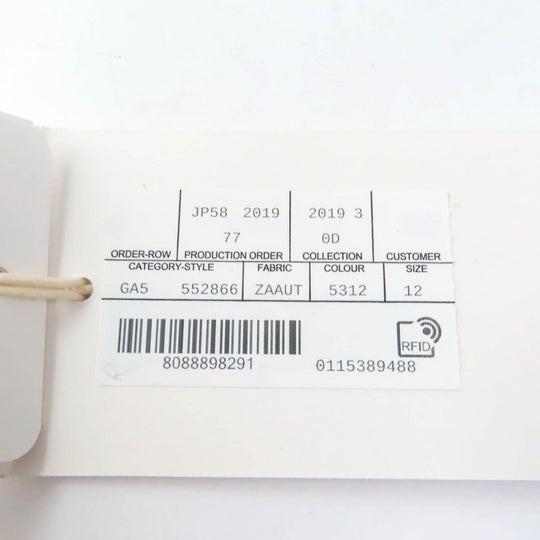 JP58 2019 2019 3
77 0D
ORDER-ROW PRODUCTION ORDER COLLECTION CUSTOMER
CATEGORY-STYLE FABRIC COLOUR SIZE
GA5 552866 ZAAUT 5312 12
8088898291 0115389488
RFID